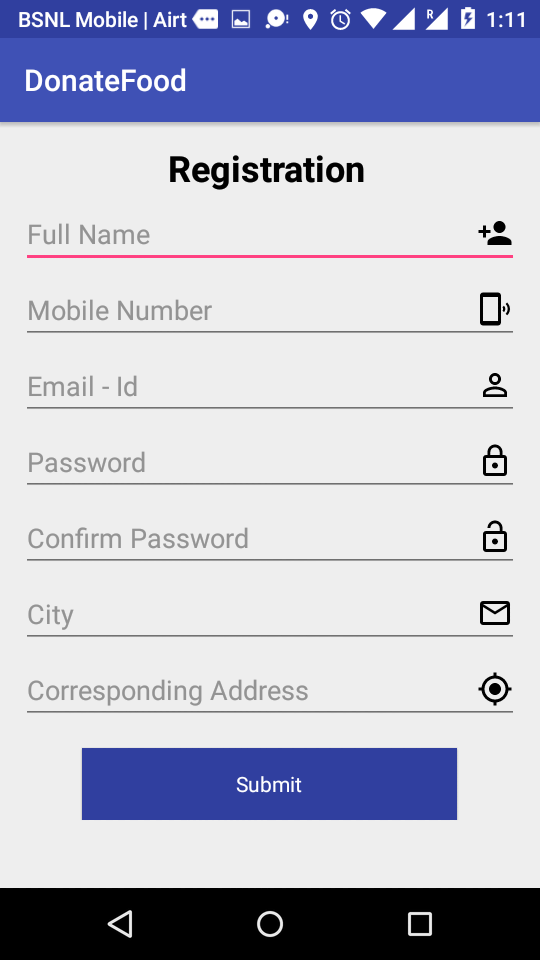 BSNL Mobile | Airt R 1:11
DonateFood
Registration
Full Name
Mobile Number
Email - Id
Password
Confirm Password
City
Corresponding Address
Submit